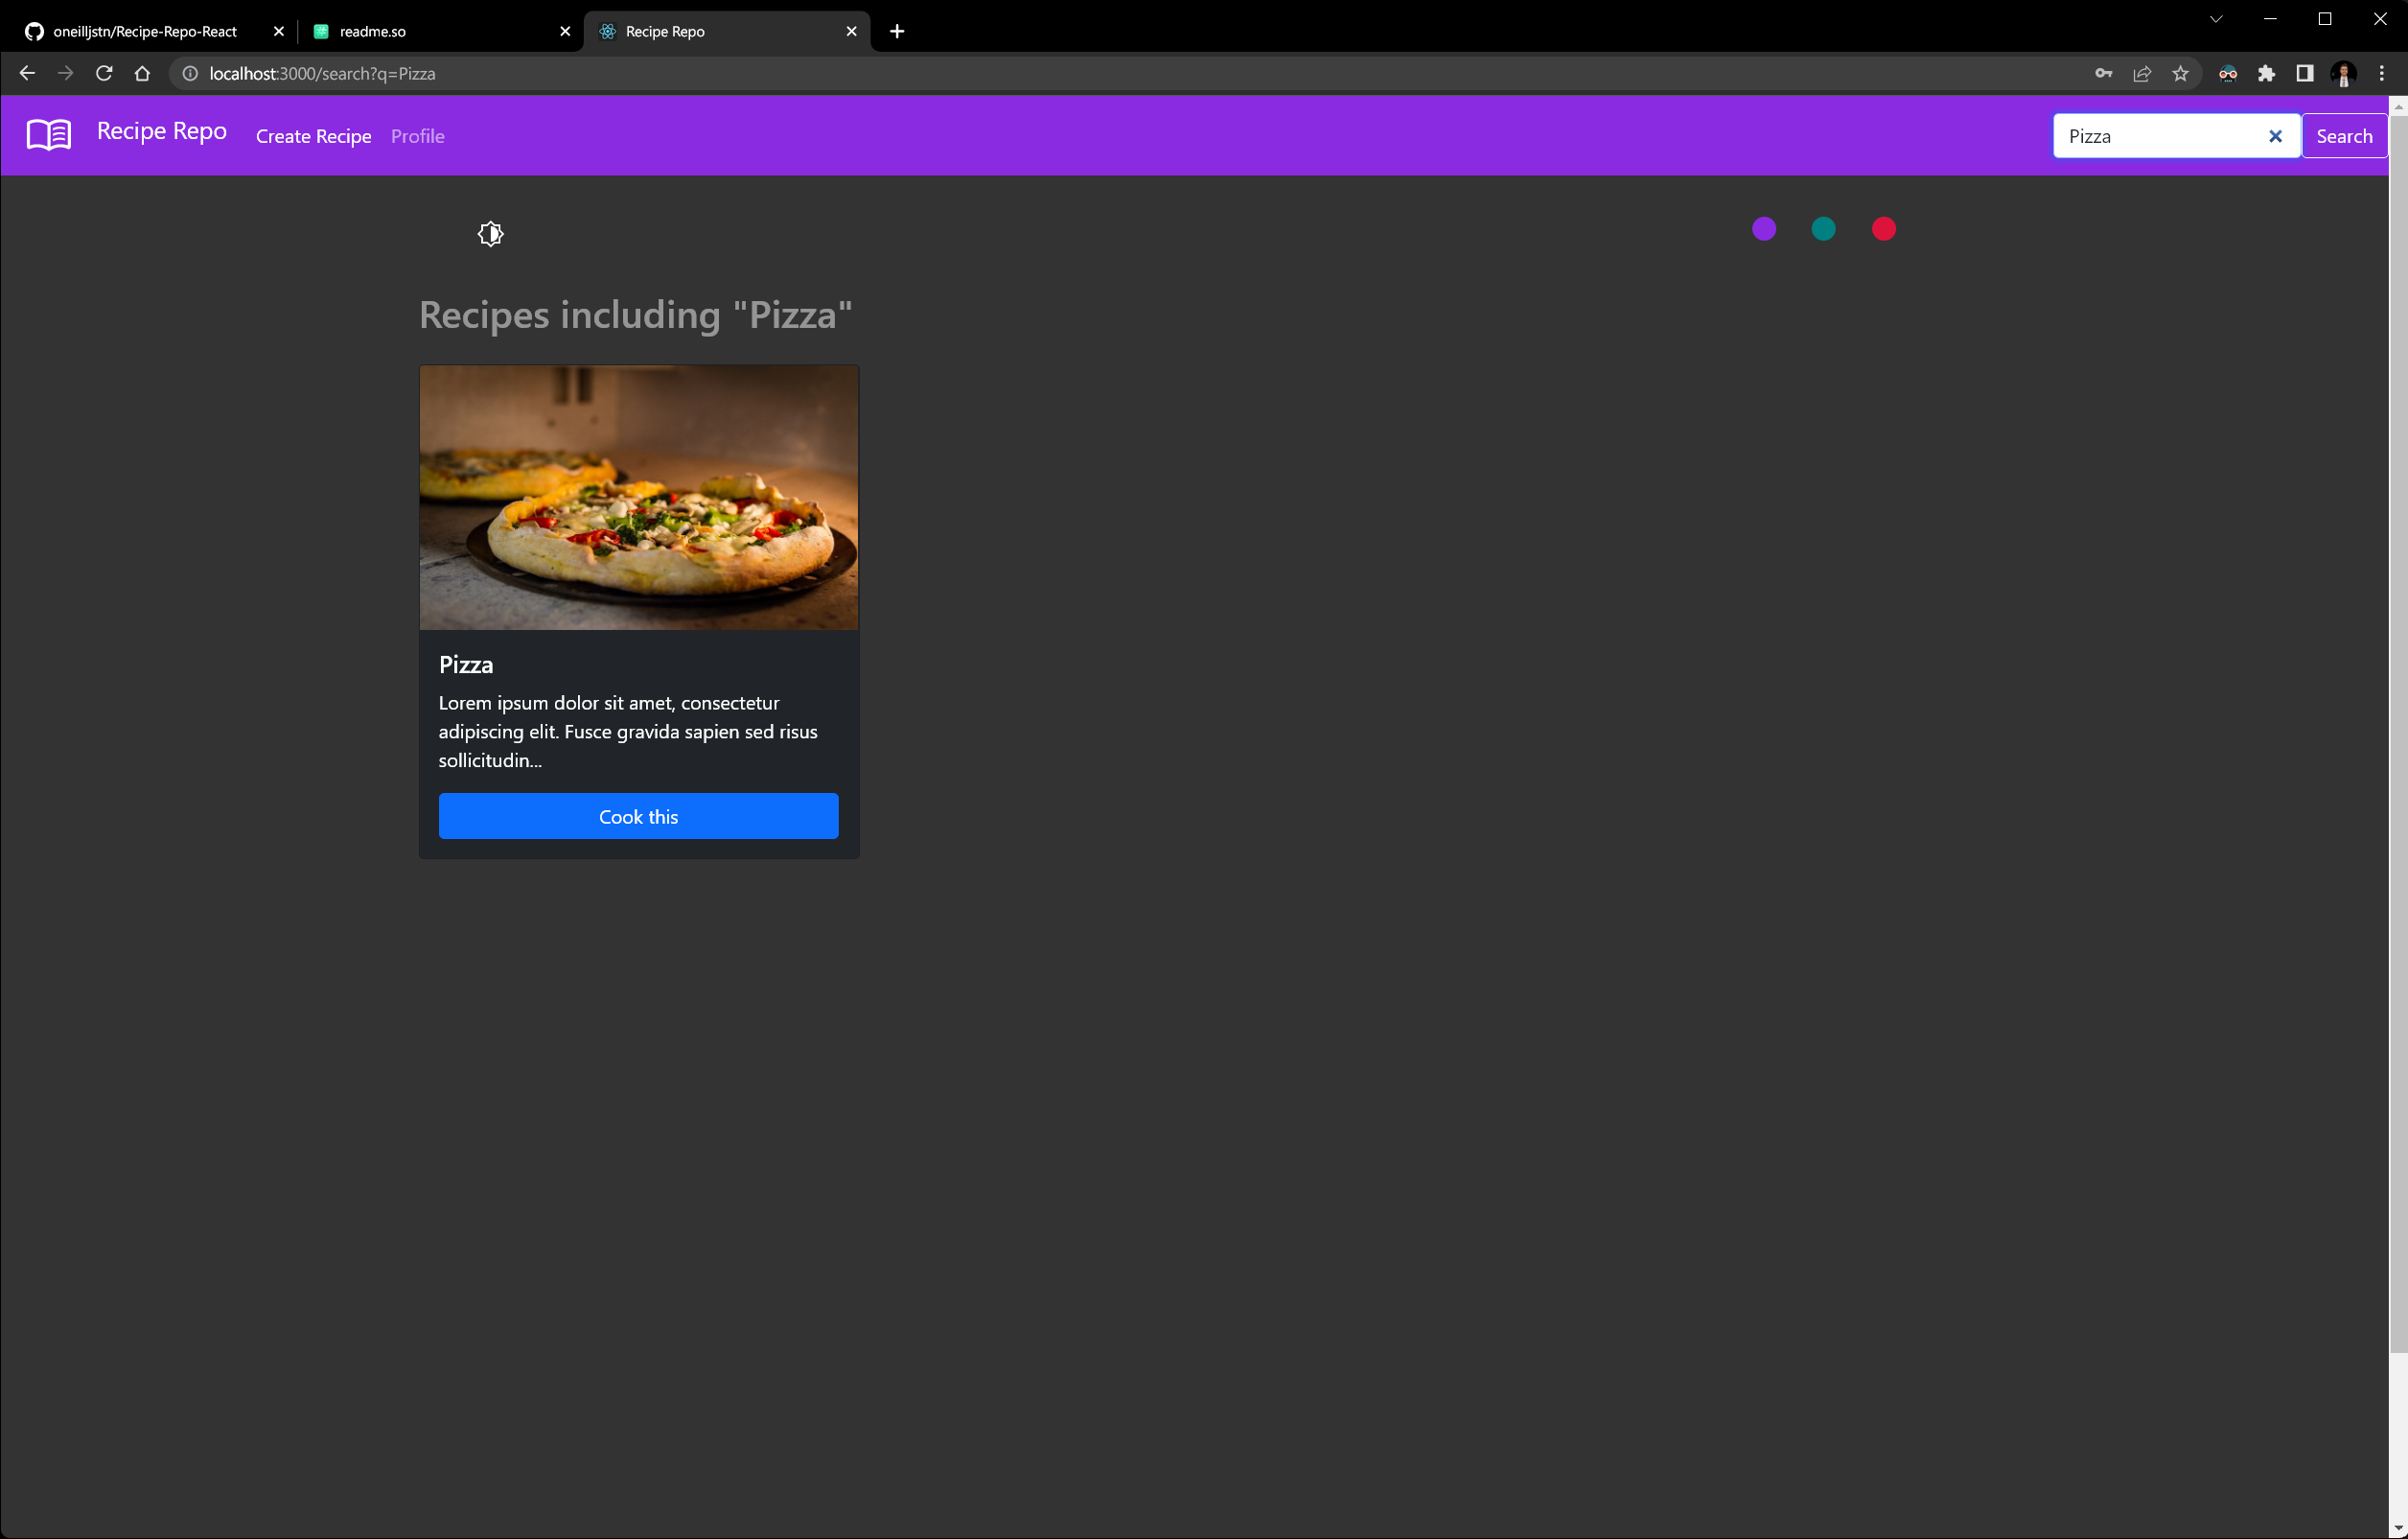 oneilljstn/Recipe-Repo-React
readme.so
Recipe Repo
localhost:3000/search?q=Pizza
Recipe Repo
Create Recipe
Profile
Pizza
Search
Recipes including "Pizza"
Pizza
Lorem ipsum dolor sit amet, consectetur
adipiscing elit. Fusce gravida sapien sed risus
sollicitudin...
Cook this